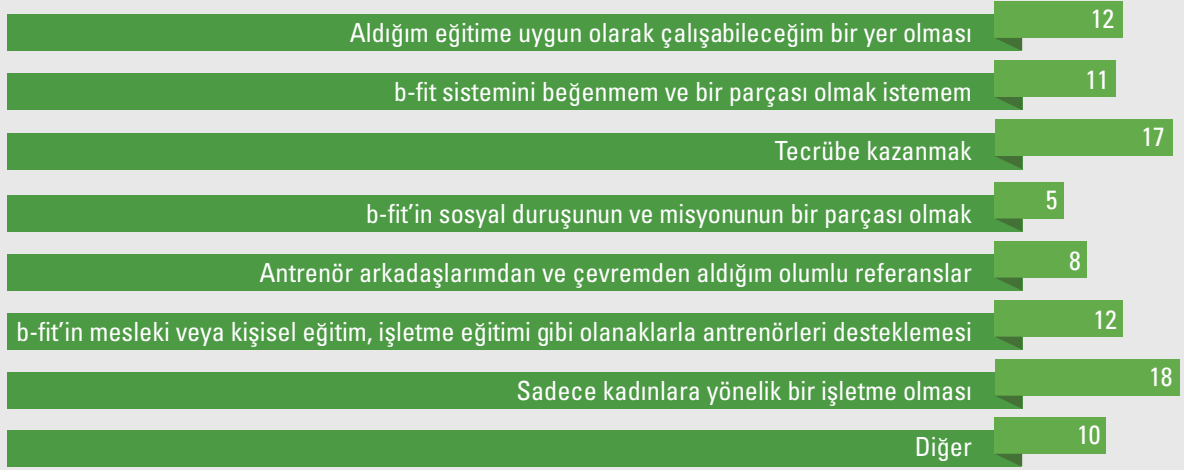 Aldığım eğitime uygun olarak çalışabileceğim bir yer olması 12
b-fit sistemini beğenmem ve bir parçası olmak istemem 11
Tecrübe kazanmak 17
b-fit’in sosyal duruşunun ve misyonunun bir parçası olmak 5
Antrenör arkadaşlarımdan ve çevremden aldığım olumlu referanslar 8
b-fit’in mesleki veya kişisel eğitim, işletme eğitimi gibi olanaklarla antrenörleri desteklemesi 12
Sadece kadınlara yönelik bir işletme olması 18
Diğer 10